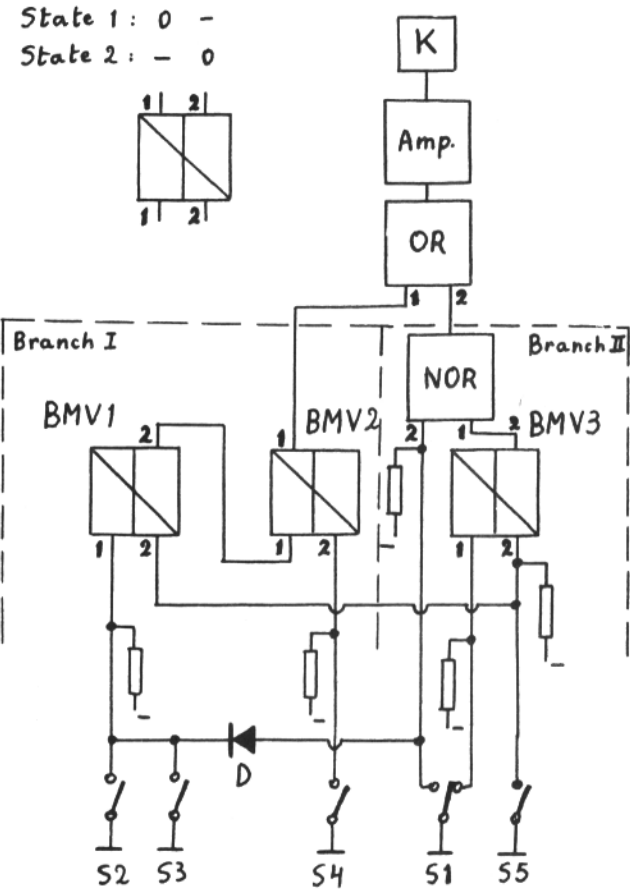 State 1: 0 -
State 2: - 0
K
1 2
Amp.
1 2
OR
1 2
Branch I
Branch II
NOR
BMV1
BMV2
BMV3
2
1
2 1
2
1 2
1 2
1 2
-
-
-
-
-
D
S2 S3 S4 S1 S5